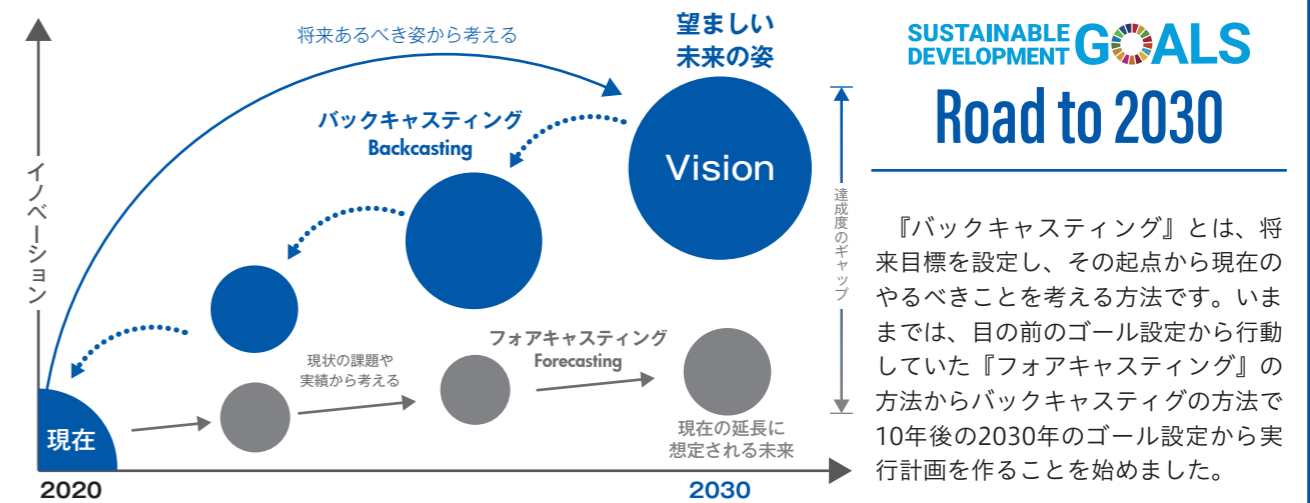 将来あるべき姿から考える
望ましい
未来の姿
バックキャスティング
Backcasting
Vision
イノベーション
達成度のギャップ
フォアキャスティング
Forecasting
現状の課題や
実績から考える
現在
現在の延長に
想定される未来
2020
2030
SUSTAINABLE
DEVELOPMENT GOALS
Road to 2030
『バックキャスティング』とは、将
来目標を設定し、その起点から現在の
やるべきことを考える方法です。いま
までは、目の前のゴール設定から行動
していた『フォアキャスティング』の
方法からバックキャスティグの方法で
10年後の2030年のゴール設定から実
行計画を作ることを始めました。